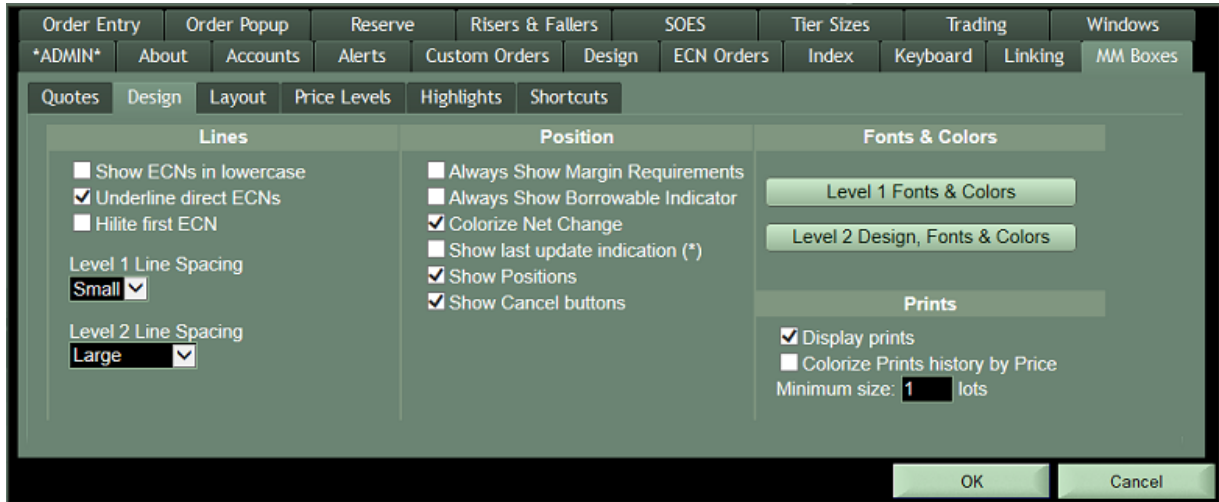 Order Entry Order Popup Reserve Risers & Fallers SOES Tier Sizes Trading Windows
*ADMIN* About Accounts Alerts Custom Orders Design ECN Orders Index Keyboard Linking MM Boxes
Quotes Design Layout Price Levels Highlights Shortcuts
Lines
Show ECNs in lowercase
Underline direct ECNs
Hilite first ECN
Level 1 Line Spacing
Small
Level 2 Line Spacing
Large
Position
Always Show Margin Requirements
Always Show Borrowable Indicator
Colorize Net Change
Show last update indication (*)
Show Positions
Show Cancel buttons
Fonts & Colors
Level 1 Fonts & Colors
Level 2 Design, Fonts & Colors
Prints
Display prints
Colorize Prints history by Price
Minimum size: 1 lots
OK Cancel